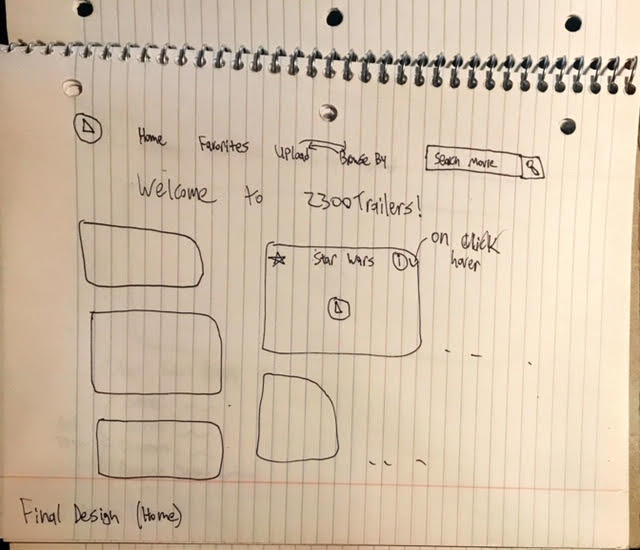 Home Favorites Upload Browse By Search Movie
Welcome to 2300Trailers!
Star Wars i
on click
hover
Final Design (Home)